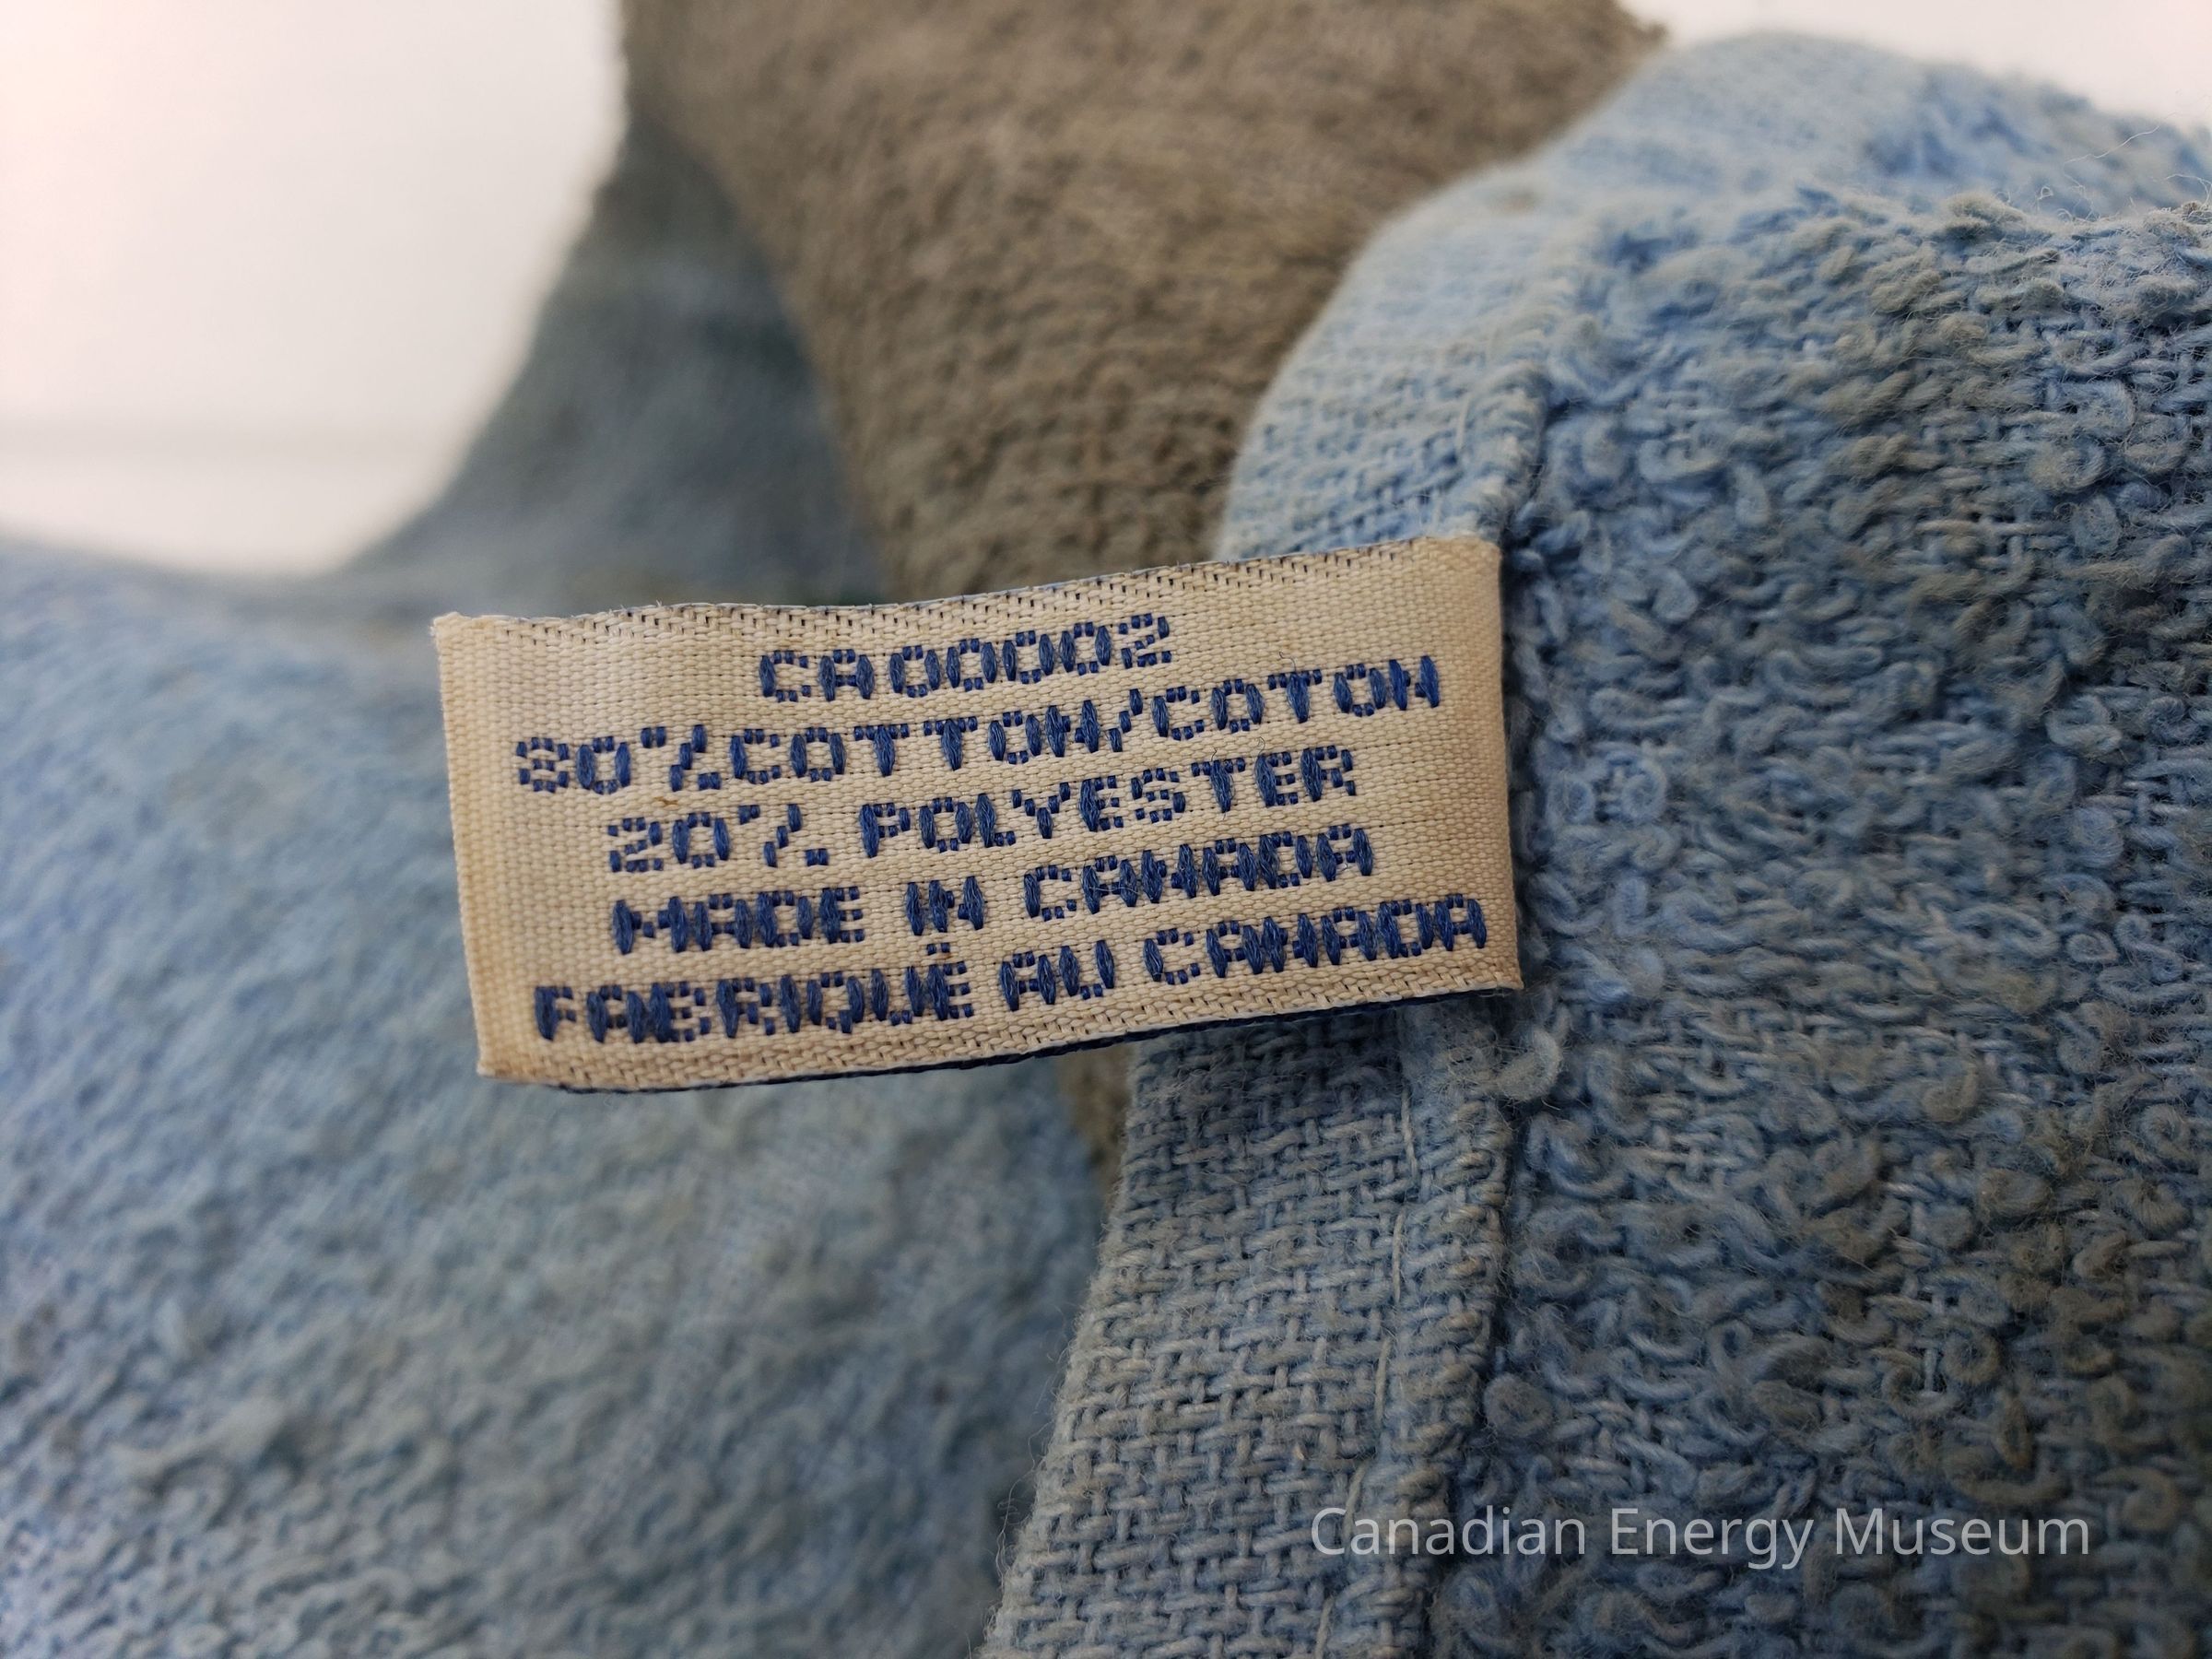 CA00002
80%COTTON/COTON
20% POLYESTER
MADE IN CANADA
FABRIQUÉ AU CANADA
Canadian Energy Museum